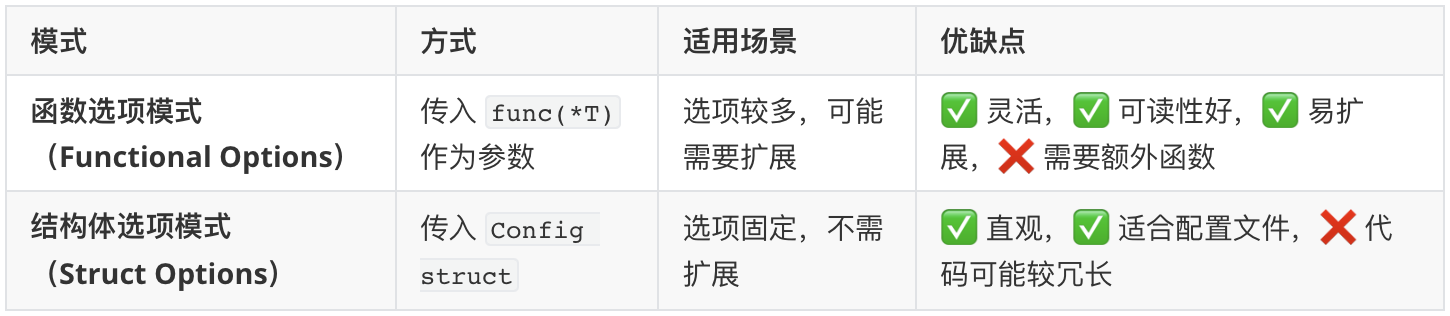 模式
方式
适用场景
优缺点
函数选项模式
（Functional Options）
传入 func(*T)
作为参数
选项较多，可能
需要扩展
✅ 灵活，✅ 可读性好，✅ 易扩
展，❌ 需要额外函数
结构体选项模式
（Struct Options）
传入 Config
struct
选项固定，不需
扩展
✅ 直观，✅ 适合配置文件，❌ 代
码可能较冗长